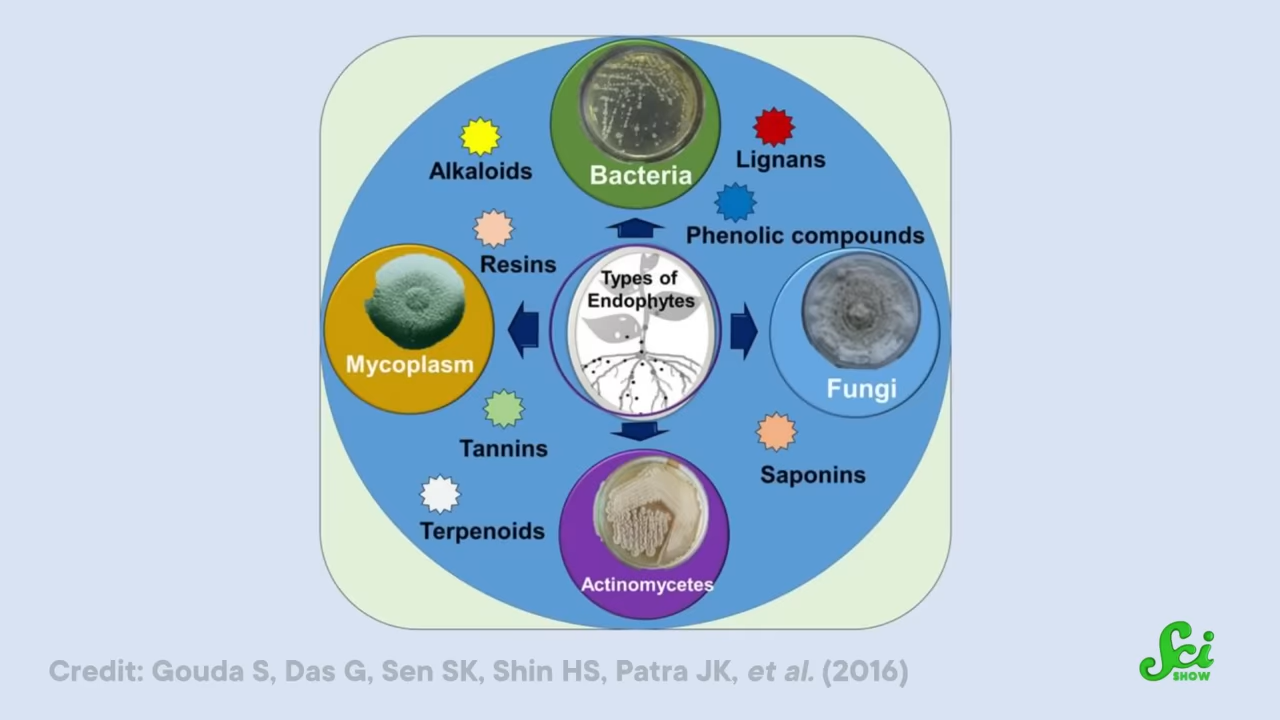 Bacteria
Alkaloids
Lignans
Phenolic compounds
Resins
Types of
Endophytes
Mycoplasm
Fungi
Tannins
Saponins
Terpenoids
Actinomycetes
Credit: Gouda S, Das G, Sen SK, Shin HS, Patra JK, et al. (2016)
Sci
SHOW